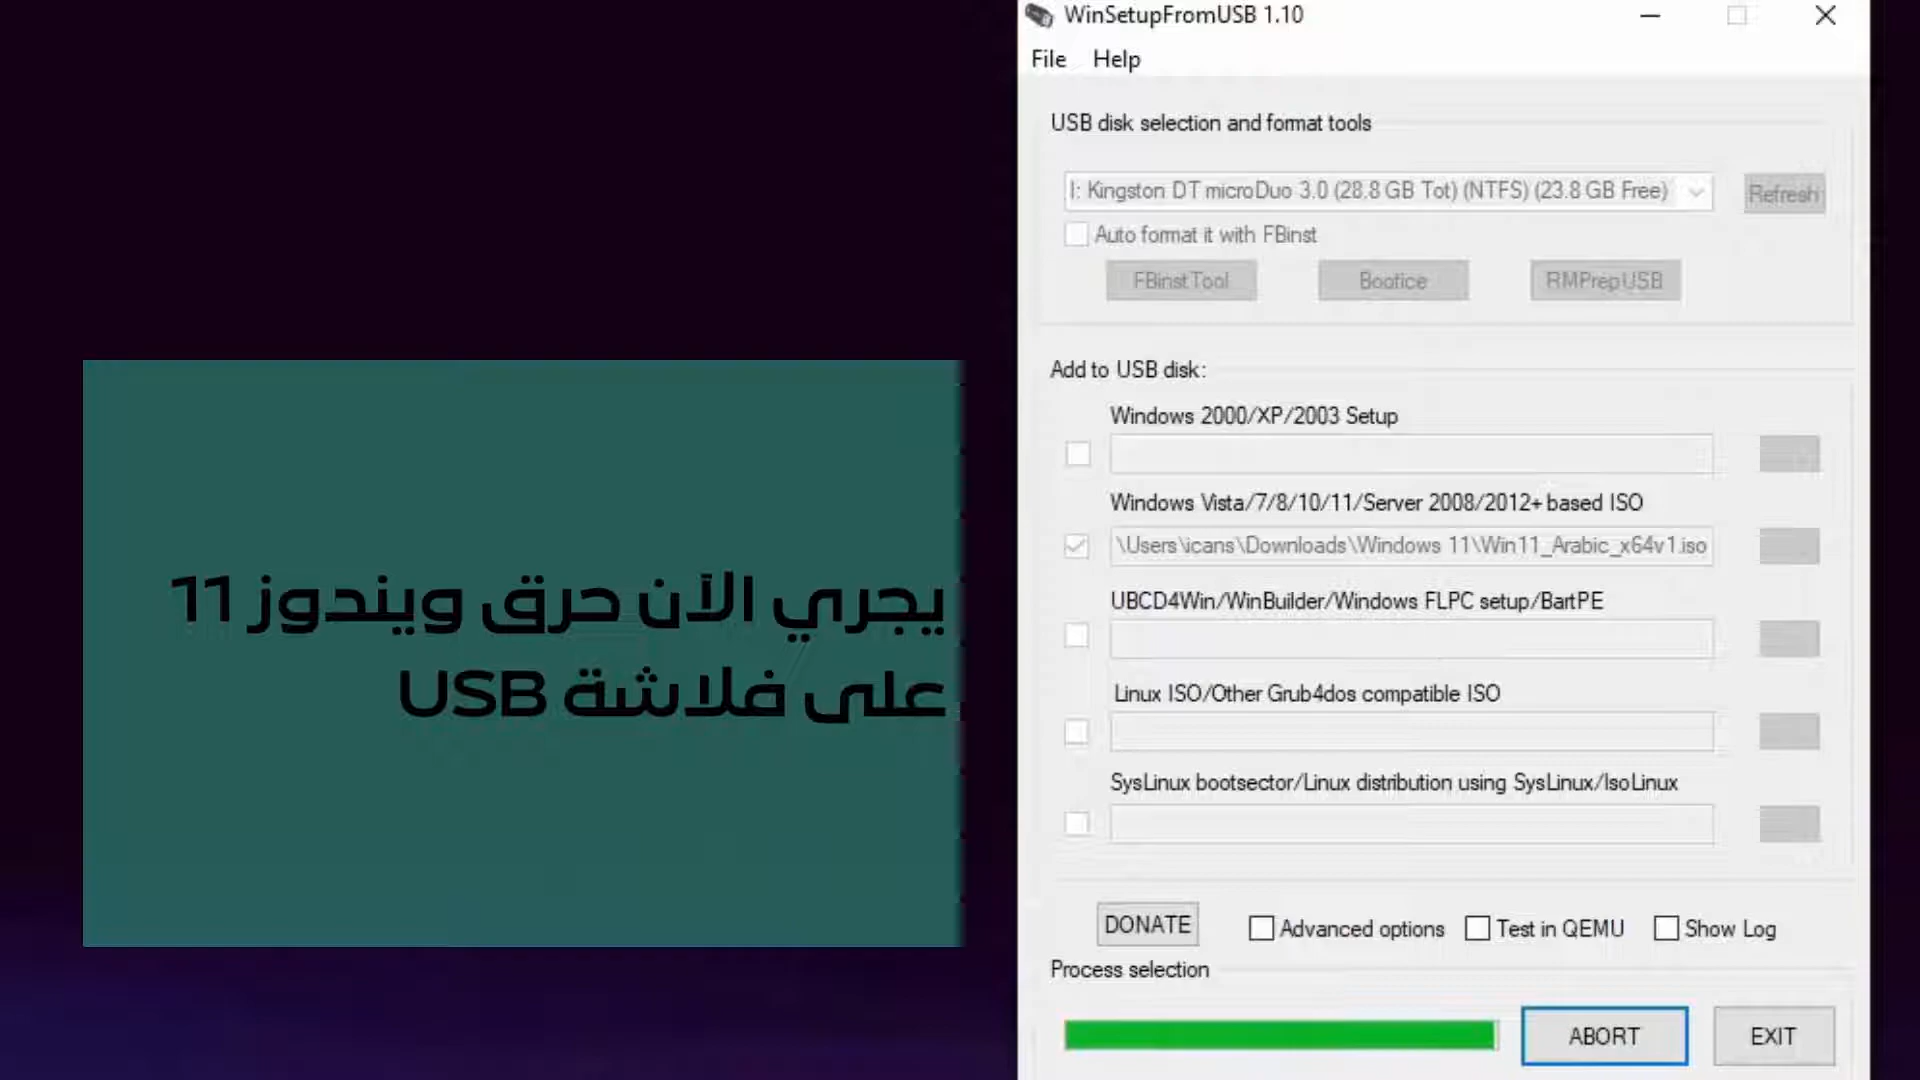 WinSetupFromUSB 1.10
File Help
USB disk selection and format tools
I: Kingston DT microDuo 3.0 (28.8 GB Tot) (NTFS) (23.8 GB Free)
Refresh
Auto format it with FBinst
FBinst Tool Bootice RMPrepUSB
Add to USB disk:
Windows 2000/XP/2003 Setup
Windows Vista/7/8/10/11/Server 2008/2012+ based ISO
\Users\icans\Downloads\Windows 11\Win11_Arabic_x64v1.iso
UBCD4Win/WinBuilder/Windows FLPC setup/BartPE
Linux ISO/Other Grub4dos compatible ISO
SysLinux bootsector/Linux distribution using SysLinux/IsoLinux
DONATE Advanced options Test in QEMU Show Log
Process selection
ABORT EXIT
يجري الآن حرق ويندوز 11
على فلاشة USB